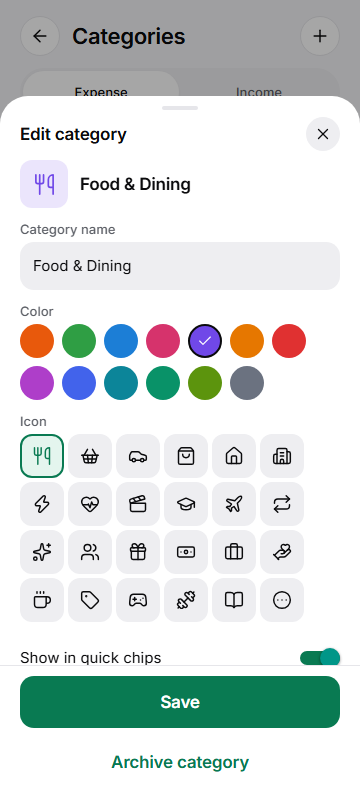 Categories
Expense
Income
Edit category
Food & Dining
Category name
Food & Dining
Color
Icon
Show in quick chips
Save
Archive category